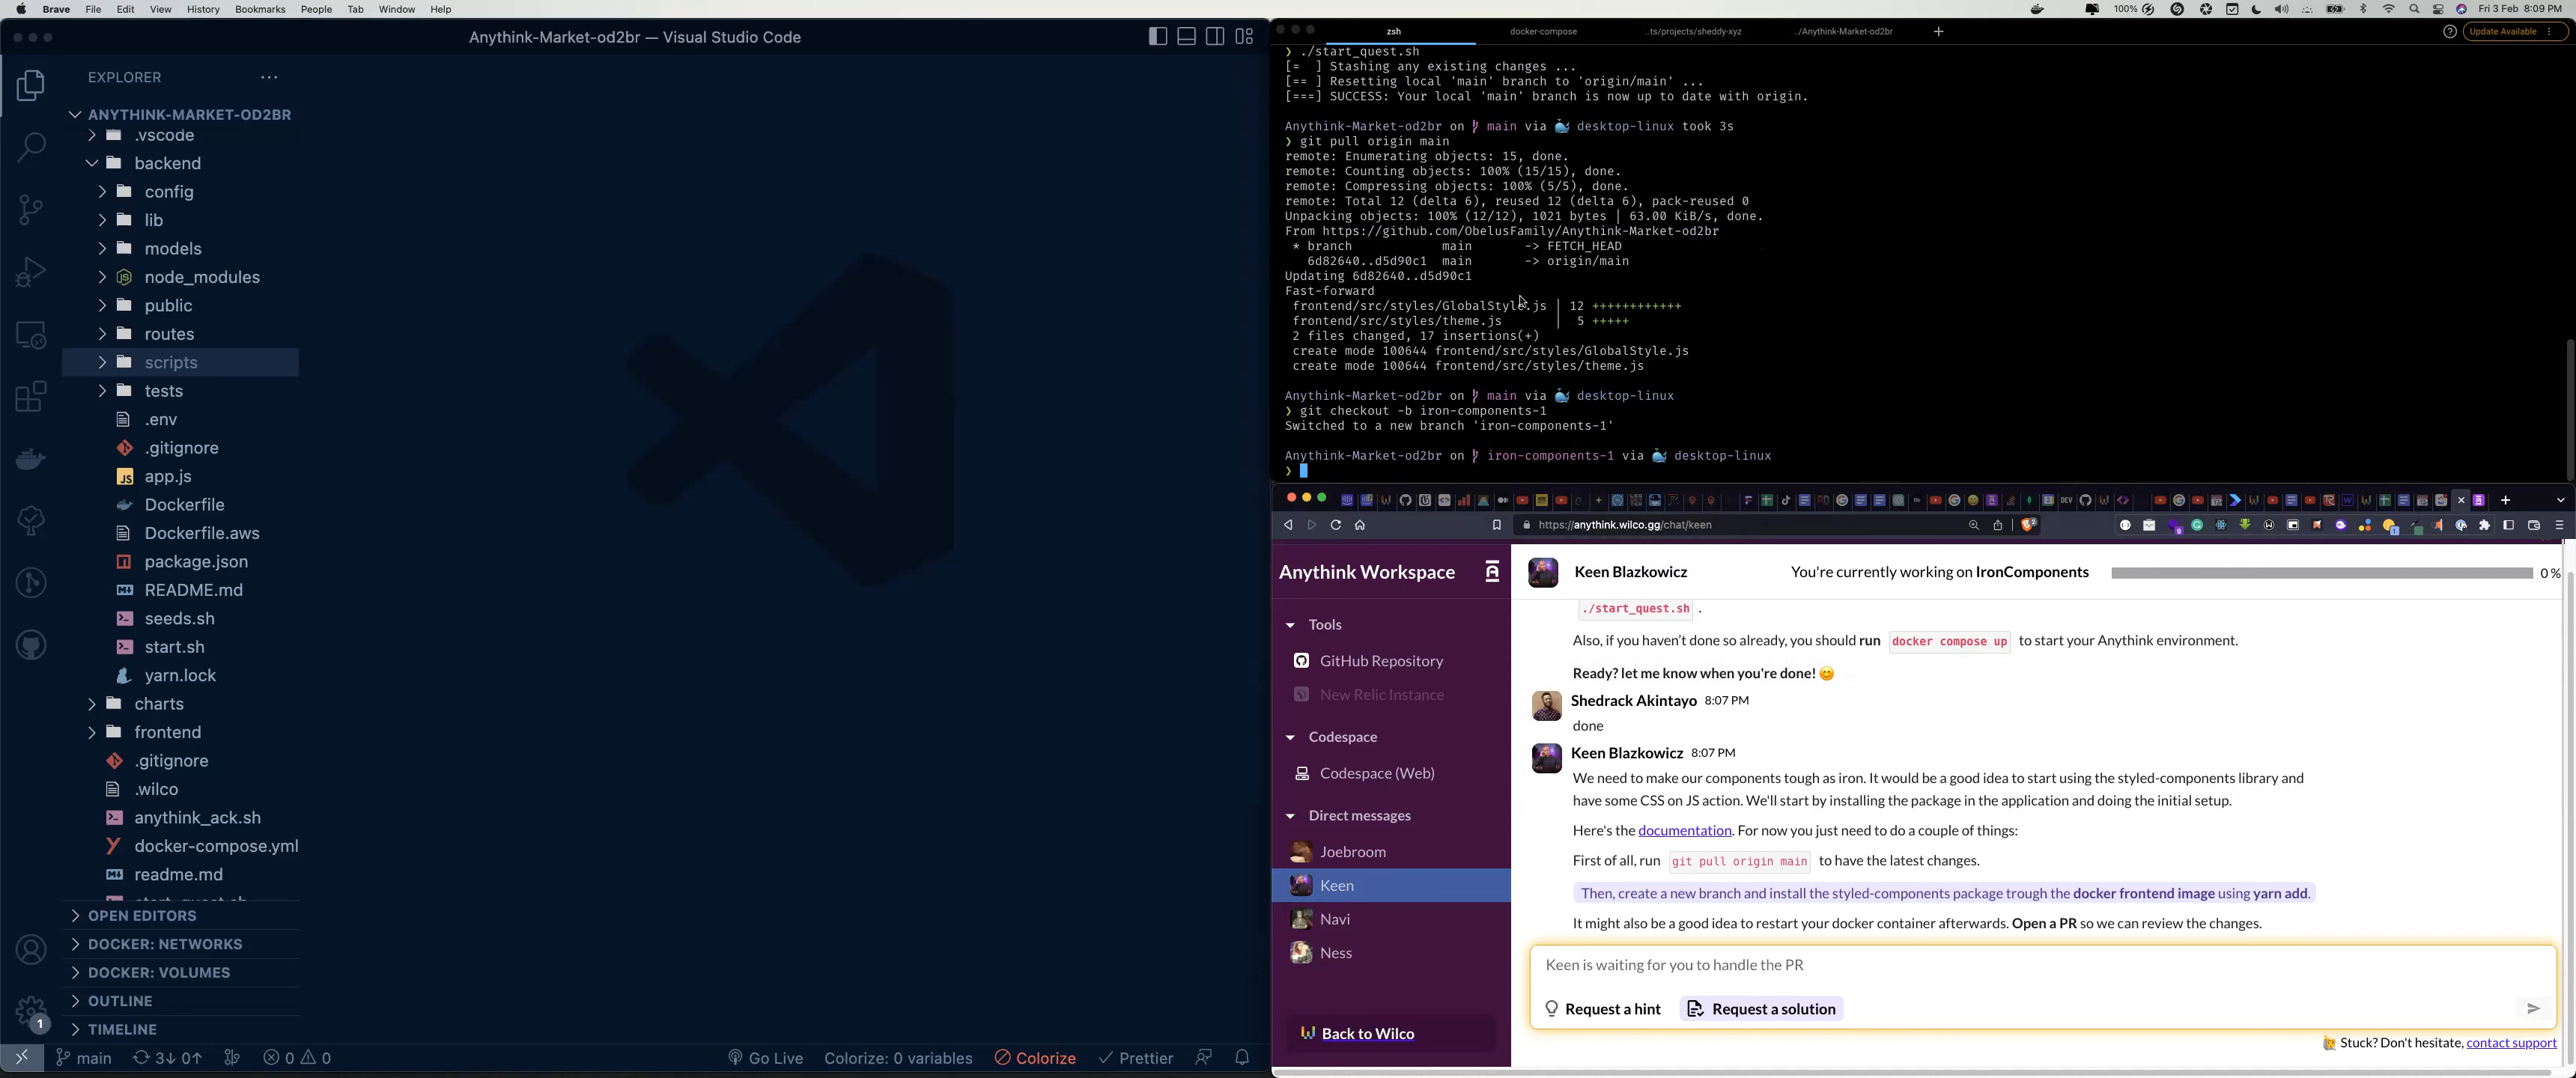 Brave File Edit View History Bookmarks People Tab Window Help
100%
Fri 3 Feb 8:09 PM
Anythink-Market-od2br — Visual Studio Code
EXPLORER
ANYTHINK-MARKET-OD2BR
.vscode
backend
config
lib
models
node_modules
public
routes
scripts
tests
.env
.gitignore
app.js
Dockerfile
Dockerfile.aws
package.json
README.md
seeds.sh
start.sh
yarn.lock
charts
frontend
.gitignore
.wilco
anythink_ack.sh
docker-compose.yml
readme.md
start_quest.sh
OPEN EDITORS
DOCKER: NETWORKS
DOCKER: VOLUMES
OUTLINE
TIMELINE
1
main 3↓ 0↑ 0 0
Go Live Colorize: 0 variables Colorize Prettier
zsh docker-compose ..ts/projects/sheddy-xyz ../Anythink-Market-od2br +
Update Available
❯ ./start_quest.sh
[= ] Stashing any existing changes ...
[== ] Resetting local 'main' branch to 'origin/main' ...
[===] SUCCESS: Your local 'main' branch is now up to date with origin.
Anythink-Market-od2br on main via desktop-linux took 3s
❯ git pull origin main
remote: Enumerating objects: 15, done.
remote: Counting objects: 100% (15/15), done.
remote: Compressing objects: 100% (5/5), done.
remote: Total 12 (delta 6), reused 12 (delta 6), pack-reused 0
Unpacking objects: 100% (12/12), 1021 bytes | 63.00 KiB/s, done.
From https://github.com/ObelusFamily/Anythink-Market-od2br
* branch main -> FETCH_HEAD
6d82640..d5d90c1 main -> origin/main
Updating 6d82640..d5d90c1
Fast-forward
frontend/src/styles/GlobalStyle.js | 12 ++++++++++++
frontend/src/styles/theme.js | 5 +++++
2 files changed, 17 insertions(+)
create mode 100644 frontend/src/styles/GlobalStyle.js
create mode 100644 frontend/src/styles/theme.js
Anythink-Market-od2br on main via desktop-linux
❯ git checkout -b iron-components-1
Switched to a new branch 'iron-components-1'
Anythink-Market-od2br on iron-components-1 via desktop-linux
❯
https://anythink.wilco.gg/chat/keen
Anythink Workspace
Tools
GitHub Repository
New Relic Instance
Codespace
Codespace (Web)
Direct messages
Joebroom
Keen
Navi
Ness
Back to Wilco
Keen Blazkowicz
You're currently working on IronComponents
0 %
./start_quest.sh .
Also, if you haven't done so already, you should run docker compose up to start your Anythink environment.
Ready? let me know when you're done! 😊
Shedrack Akintayo 8:07 PM
done
Keen Blazkowicz 8:07 PM
We need to make our components tough as iron. It would be a good idea to start using the styled-components library and
have some CSS on JS action. We'll start by installing the package in the application and doing the initial setup.
Here's the documentation. For now you just need to do a couple of things:
First of all, run git pull origin main to have the latest changes.
Then, create a new branch and install the styled-components package trough the docker frontend image using yarn add.
It might also be a good idea to restart your docker container afterwards. Open a PR so we can review the changes.
Keen is waiting for you to handle the PR
Request a hint
Request a solution
Stuck? Don't hesitate, contact support